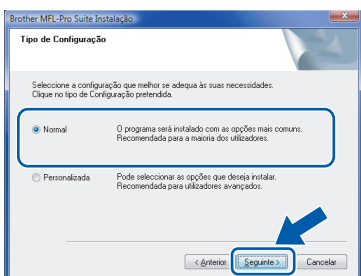 Brother MFL-Pro Suite Instalação
Tipo de Configuração
Seleccione a configuração que melhor se adequa às suas necessidades.
Clique no tipo de Configuração pretendida.
Normal
O programa será instalado com as opções mais comuns.
Recomendada para a maioria dos utilizadores.
Personalizada
Pode seleccionar as opções que deseja instalar.
Recomendada para utilizadores avançados.
< Anterior
Seguinte >
Cancelar